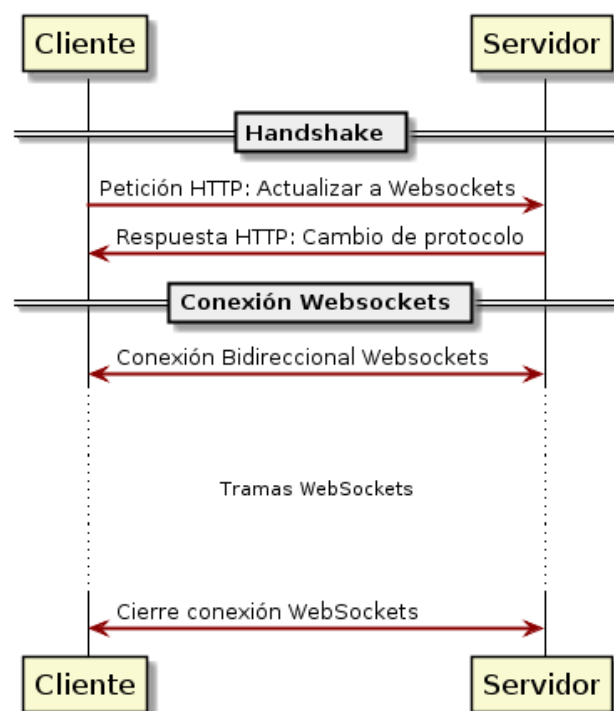 Cliente
Servidor
Handshake
Petición HTTP: Actualizar a Websockets
Respuesta HTTP: Cambio de protocolo
Conexión Websockets
Conexión Bidireccional Websockets
Tramas WebSockets
Cierre conexión WebSockets
Cliente
Servidor